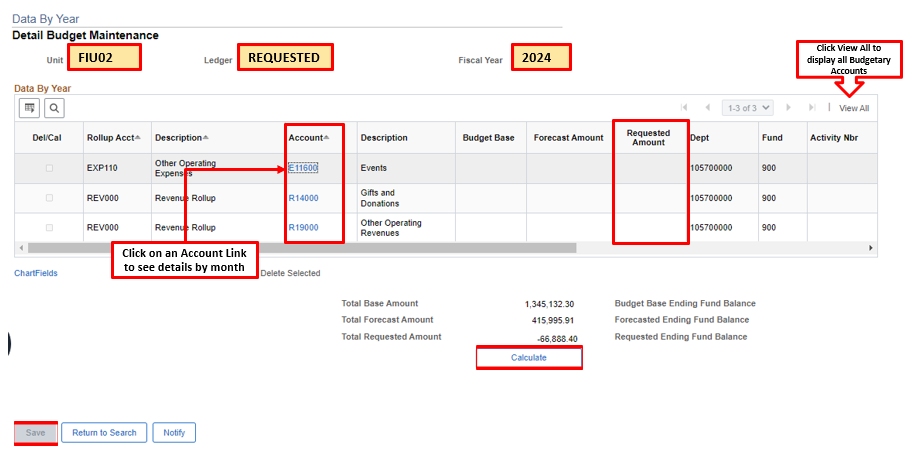 Data By Year
Detail Budget Maintenance
Unit FIU02 Ledger REQUESTED Fiscal Year 2024
Click View All to
display all Budgetary
Accounts
Data By Year
1-3 of 3 | View All
Del/Cal Rollup Acct Description Account Description Budget Base Forecast Amount Requested Amount Dept Fund Activity Nbr
EXP110 Other Operating Expenses E11600 Events 105700000 900
REV000 Revenue Rollup R14000 Gifts and Donations 105700000 900
REV000 Revenue Rollup R19000 Other Operating Revenues 105700000 900
Click on an Account Link
to see details by month
ChartFields Delete Selected
Total Base Amount 1,345,132.30 Budget Base Ending Fund Balance
Total Forecast Amount 415,995.91 Forecasted Ending Fund Balance
Total Requested Amount -66,888.40 Requested Ending Fund Balance
Calculate
Save Return to Search Notify